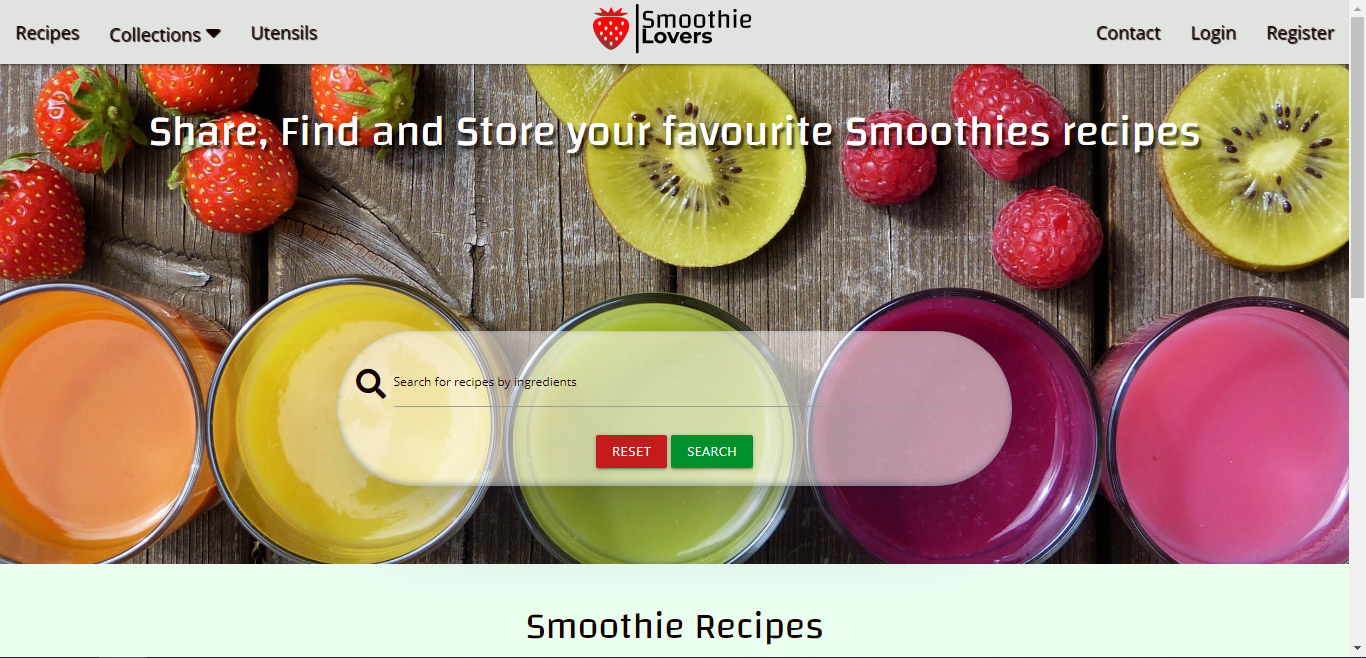 Recipes
Collections
Utensils
Smoothie
Lovers
Contact
Login
Register
Share, Find and Store your favourite Smoothies recipes
Search for recipes by ingredients
RESET
SEARCH
Smoothie Recipes